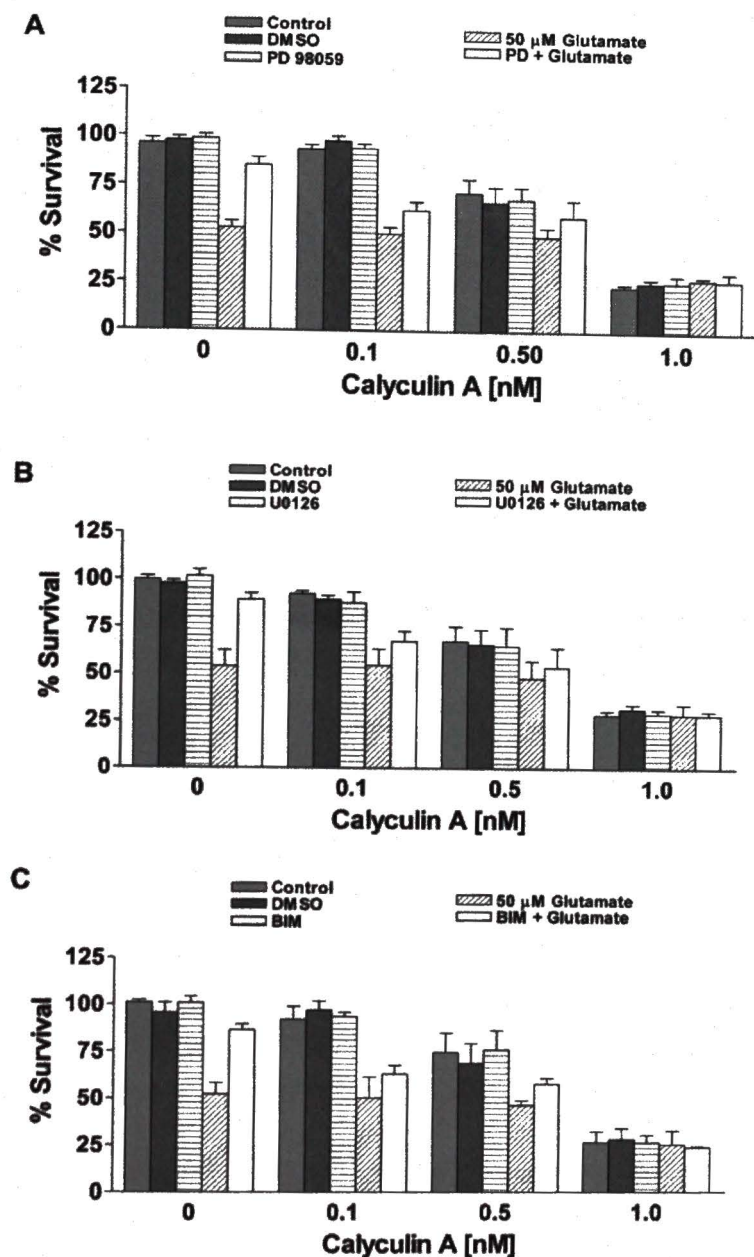 A
Control
DMSO
PD 98059
50 µM Glutamate
PD + Glutamate
125
100
75
50
25
0
% Survival
0 0.1 0.50 1.0
Calyculin A [nM]
B
Control
DMSO
U0126
50 µM Glutamate
U0126 + Glutamate
125
100
75
50
25
0
% Survival
0 0.1 0.5 1.0
Calyculin A [nM]
C
Control
DMSO
BIM
50 µM Glutamate
BIM + Glutamate
125
100
75
50
25
0
% Survival
0 0.1 0.5 1.0
Calyculin A [nM]